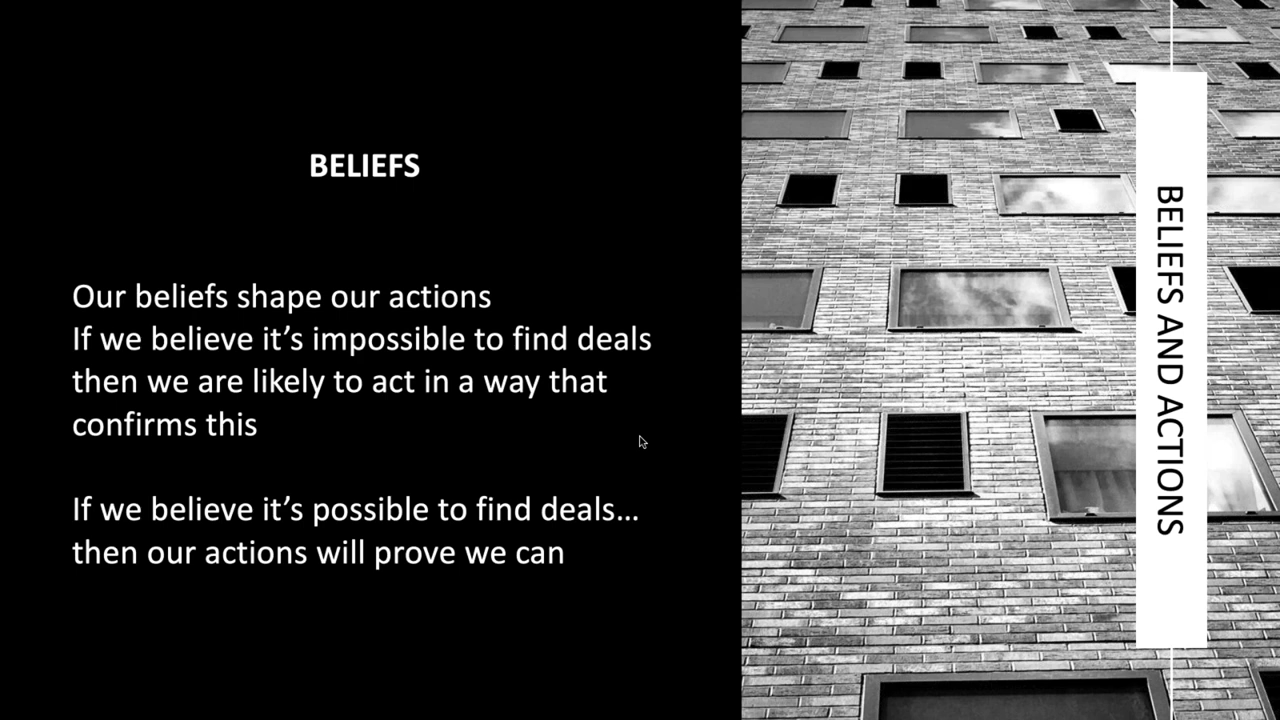 BELIEFS
Our beliefs shape our actions
If we believe it’s impossible to find deals
then we are likely to act in a way that
confirms this
If we believe it’s possible to find deals…
then our actions will prove we can
BELIEFS AND ACTIONS